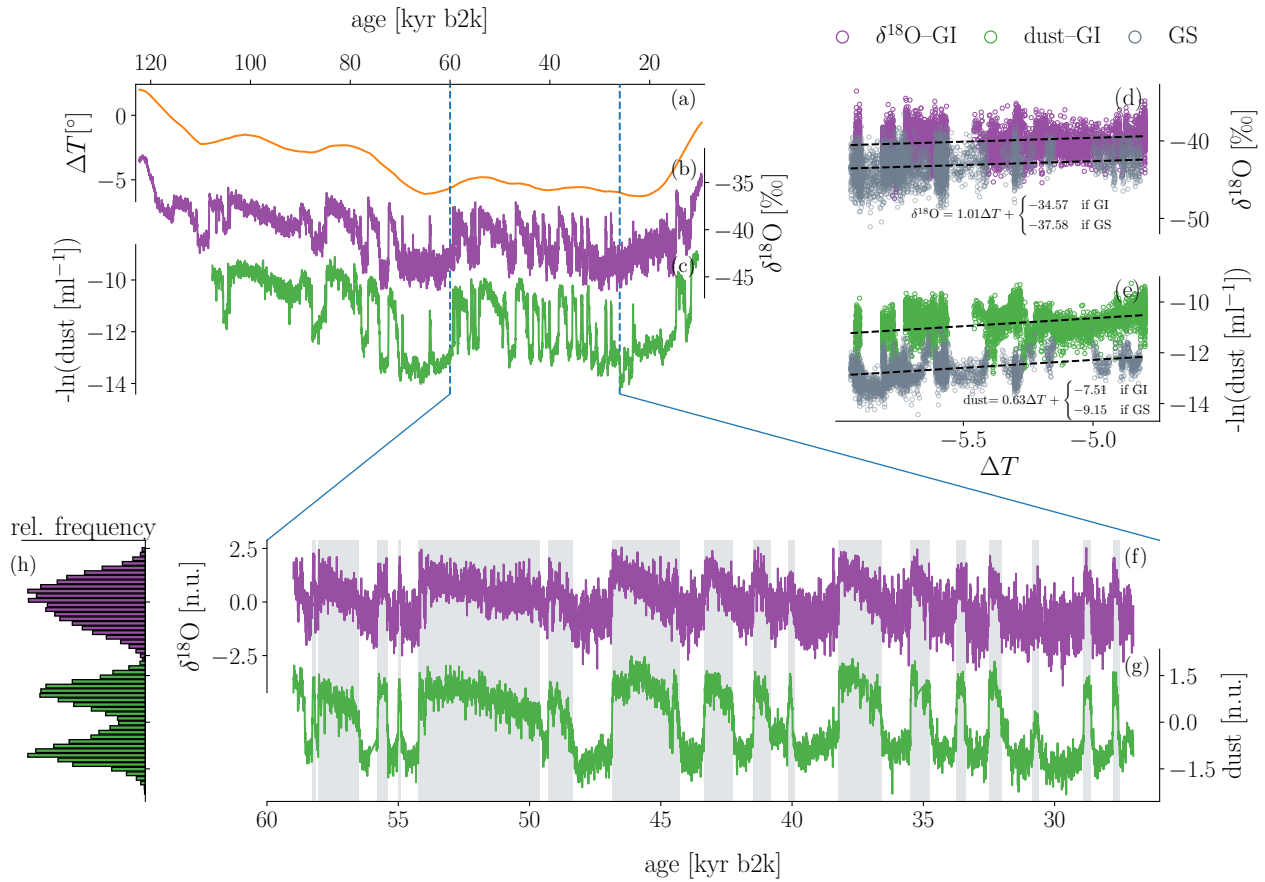 age [kyr b2k]
120 100 80 60 40 20
δ¹⁸O–GI dust–GI GS
(a)
0
−5
ΔT[°]
(b)
−35
−40
−45
δ¹⁸O [‰]
(c)
−10
−12
−14
-ln(dust [ml⁻¹])
(d)
−40
−50
δ¹⁸O [‰]
δ¹⁸O = 1.01ΔT + { −34.57 if GI
−37.58 if GS
(e)
−10
−12
−14
-ln(dust [ml⁻¹])
dust= 0.63ΔT + { −7.51 if GI
−9.15 if GS
−5.5 −5.0
ΔT
rel. frequency
(h)
2.5
0.0
−2.5
δ¹⁸O [n.u.]
(f)
(g)
1.5
0.0
−1.5
dust [n.u.]
60 55 50 45 40 35 30
age [kyr b2k]